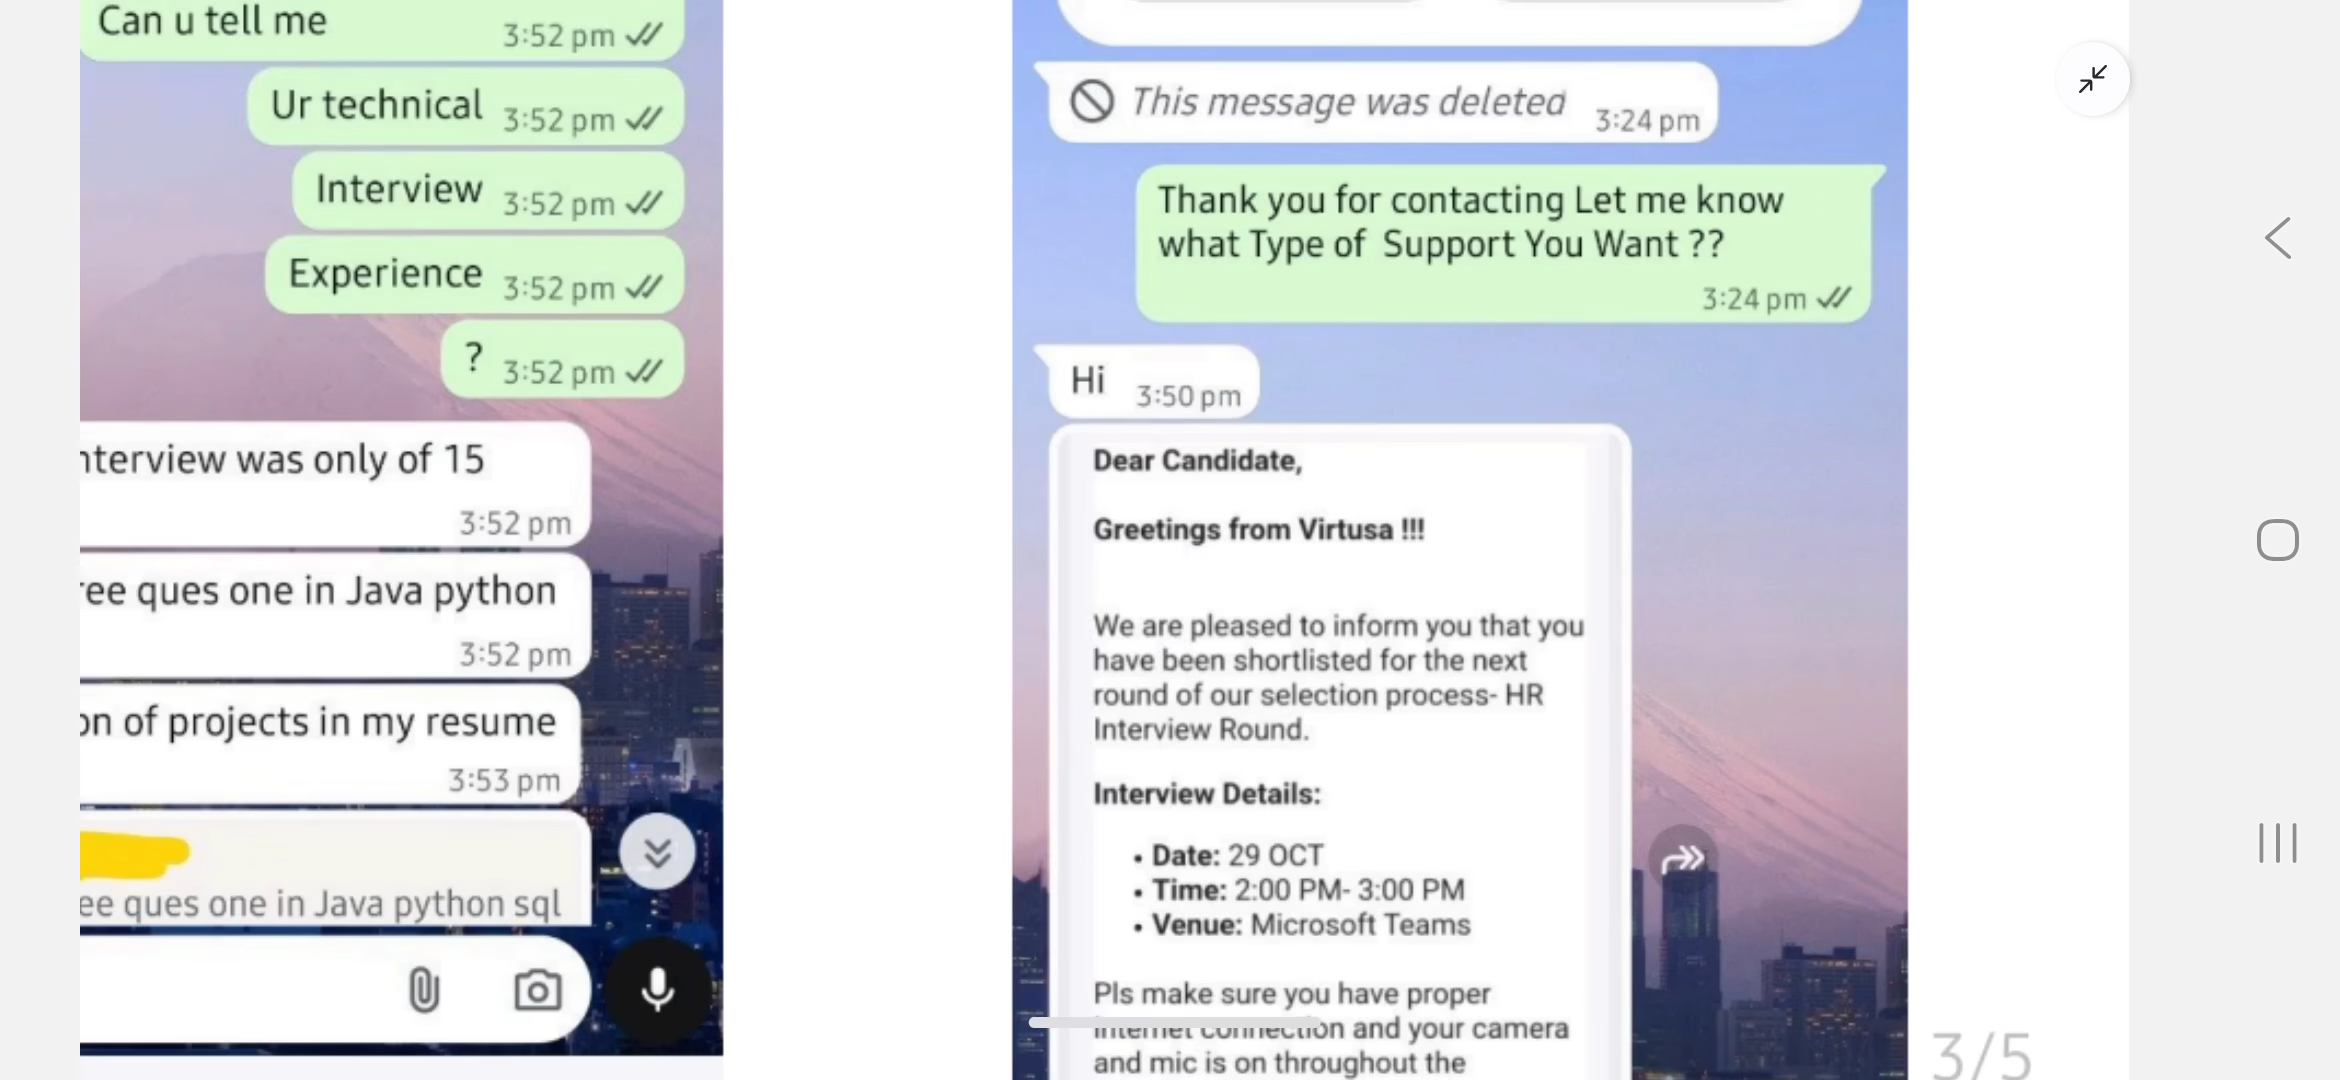 Can u tell me
3:52 pm
Ur technical
3:52 pm
Interview
3:52 pm
Experience
3:52 pm
?
3:52 pm
nterview was only of 15
3:52 pm
ee ques one in Java python
3:52 pm
on of projects in my resume
3:53 pm
ee ques one in Java python sql
This message was deleted
3:24 pm
Thank you for contacting Let me know
what Type of Support You Want ??
3:24 pm
Hi
3:50 pm
Dear Candidate,
Greetings from Virtusa !!!
We are pleased to inform you that you
have been shortlisted for the next
round of our selection process- HR
Interview Round.
Interview Details:
• Date: 29 OCT
• Time: 2:00 PM- 3:00 PM
• Venue: Microsoft Teams
Pls make sure you have proper
internet connection and your camera
and mic is on throughout the
3/5